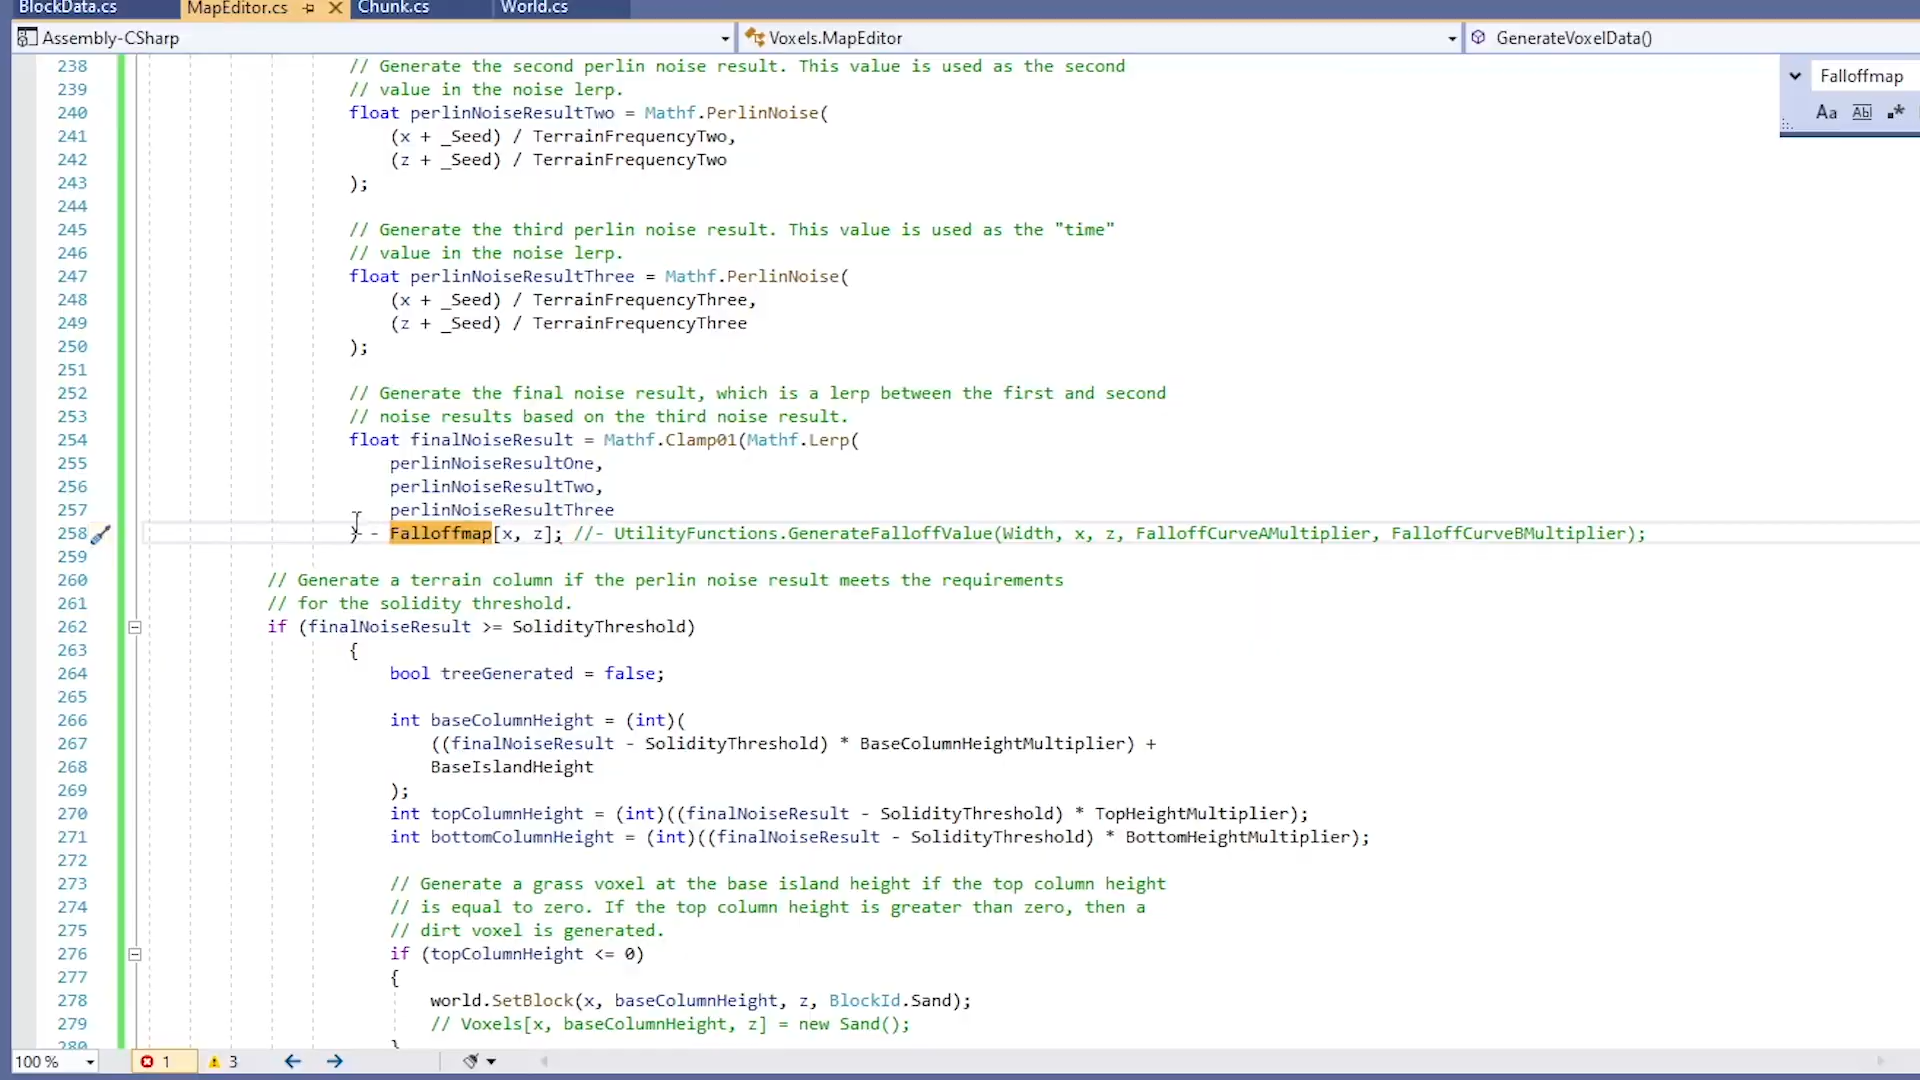 BlockData.cs MapEditor.cs Chunk.cs World.cs
Assembly-CSharp Voxels.MapEditor GenerateVoxelData()
Falloffmap
Aa Ab| .*
238 // Generate the second perlin noise result. This value is used as the second
239 // value in the noise lerp.
240 float perlinNoiseResultTwo = Mathf.PerlinNoise(
241 (x + _Seed) / TerrainFrequencyTwo,
242 (z + _Seed) / TerrainFrequencyTwo
243 );
244
245 // Generate the third perlin noise result. This value is used as the "time"
246 // value in the noise lerp.
247 float perlinNoiseResultThree = Mathf.PerlinNoise(
248 (x + _Seed) / TerrainFrequencyThree,
249 (z + _Seed) / TerrainFrequencyThree
250 );
251
252 // Generate the final noise result, which is a lerp between the first and second
253 // noise results based on the third noise result.
254 float finalNoiseResult = Mathf.Clamp01(Mathf.Lerp(
255 perlinNoiseResultOne,
256 perlinNoiseResultTwo,
257 perlinNoiseResultThree
258 ) - Falloffmap[x, z]; //- UtilityFunctions.GenerateFalloffValue(Width, x, z, FalloffCurveAMultiplier, FalloffCurveBMultiplier);
259
260 // Generate a terrain column if the perlin noise result meets the requirements
261 // for the solidity threshold.
262 if (finalNoiseResult >= SolidityThreshold)
263 {
264 bool treeGenerated = false;
265
266 int baseColumnHeight = (int)(
267 ((finalNoiseResult - SolidityThreshold) * BaseColumnHeightMultiplier) +
268 BaseIslandHeight
269 );
270 int topColumnHeight = (int)((finalNoiseResult - SolidityThreshold) * TopHeightMultiplier);
271 int bottomColumnHeight = (int)((finalNoiseResult - SolidityThreshold) * BottomHeightMultiplier);
272
273 // Generate a grass voxel at the base island height if the top column height
274 // is equal to zero. If the top column height is greater than zero, then a
275 // dirt voxel is generated.
276 if (topColumnHeight <= 0)
277 {
278 world.SetBlock(x, baseColumnHeight, z, BlockId.Sand);
279 // Voxels[x, baseColumnHeight, z] = new Sand();
280 }
100 % 1 3